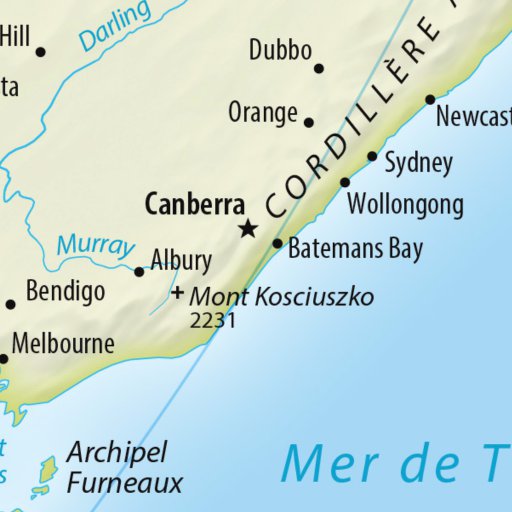 Hill
Darling
Dubbo
ta
Orange
Newcast
CORDILLÈRE
Sydney
Canberra
Wollongong
Murray
Albury
Batemans Bay
Bendigo
Mont Kosciuszko
2231
Melbourne
Archipel
Furneaux
Mer de T